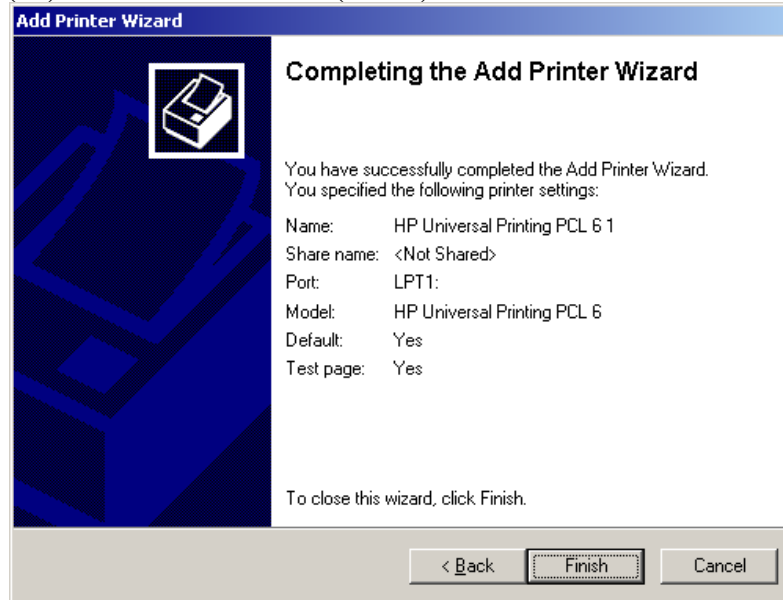 Add Printer Wizard
Completing the Add Printer Wizard
You have successfully completed the Add Printer Wizard.
You specified the following printer settings:
Name: HP Universal Printing PCL 6 1
Share name: <Not Shared>
Port: LPT1:
Model: HP Universal Printing PCL 6
Default: Yes
Test page: Yes
To close this wizard, click Finish.
< Back Finish Cancel